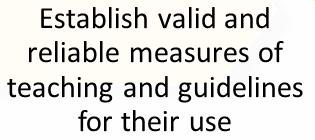 Establish valid and
reliable measures of
teaching and guidelines
for their use